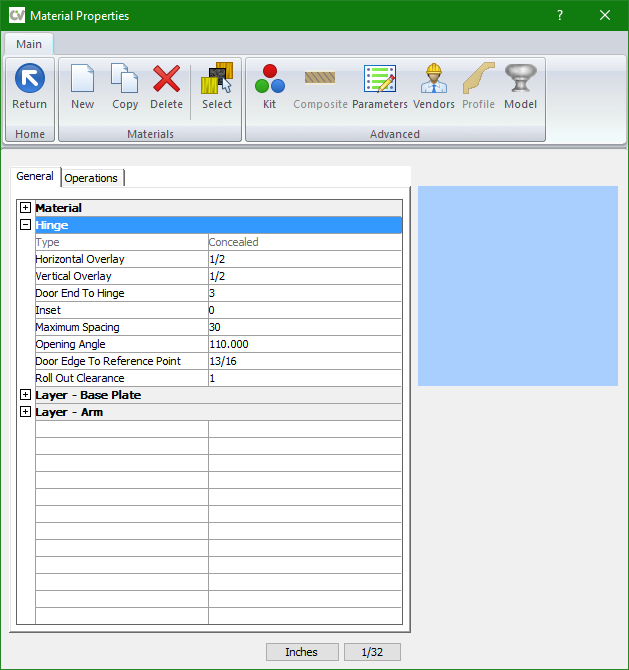 CV Material Properties ?
Main
Return New Copy Delete Select Kit Composite Parameters Vendors Profile Model
Home Materials Advanced
General Operations
Material
Hinge
Type Concealed
Horizontal Overlay 1/2
Vertical Overlay 1/2
Door End To Hinge 3
Inset 0
Maximum Spacing 30
Opening Angle 110.000
Door Edge To Reference Point 13/16
Roll Out Clearance 1
Layer - Base Plate
Layer - Arm
Inches 1/32